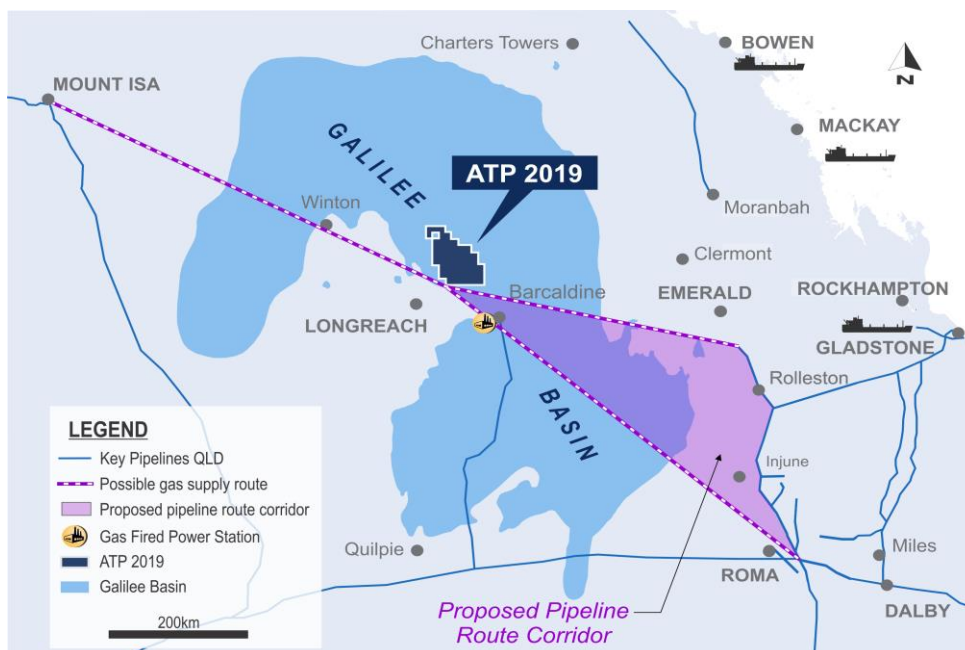 Charters Towers
BOWEN
N
MOUNT ISA
MACKAY
GALILEE
ATP 2019
Winton
Moranbah
Clermont
Barcaldine
EMERALD
ROCKHAMPTON
LONGREACH
GLADSTONE
Rolleston
BASIN
LEGEND
Key Pipelines QLD
Possible gas supply route
Proposed pipeline route corridor
Gas Fired Power Station
ATP 2019
Galilee Basin
200km
Injune
Quilpie
Miles
ROMA
DALBY
Proposed Pipeline
Route Corridor